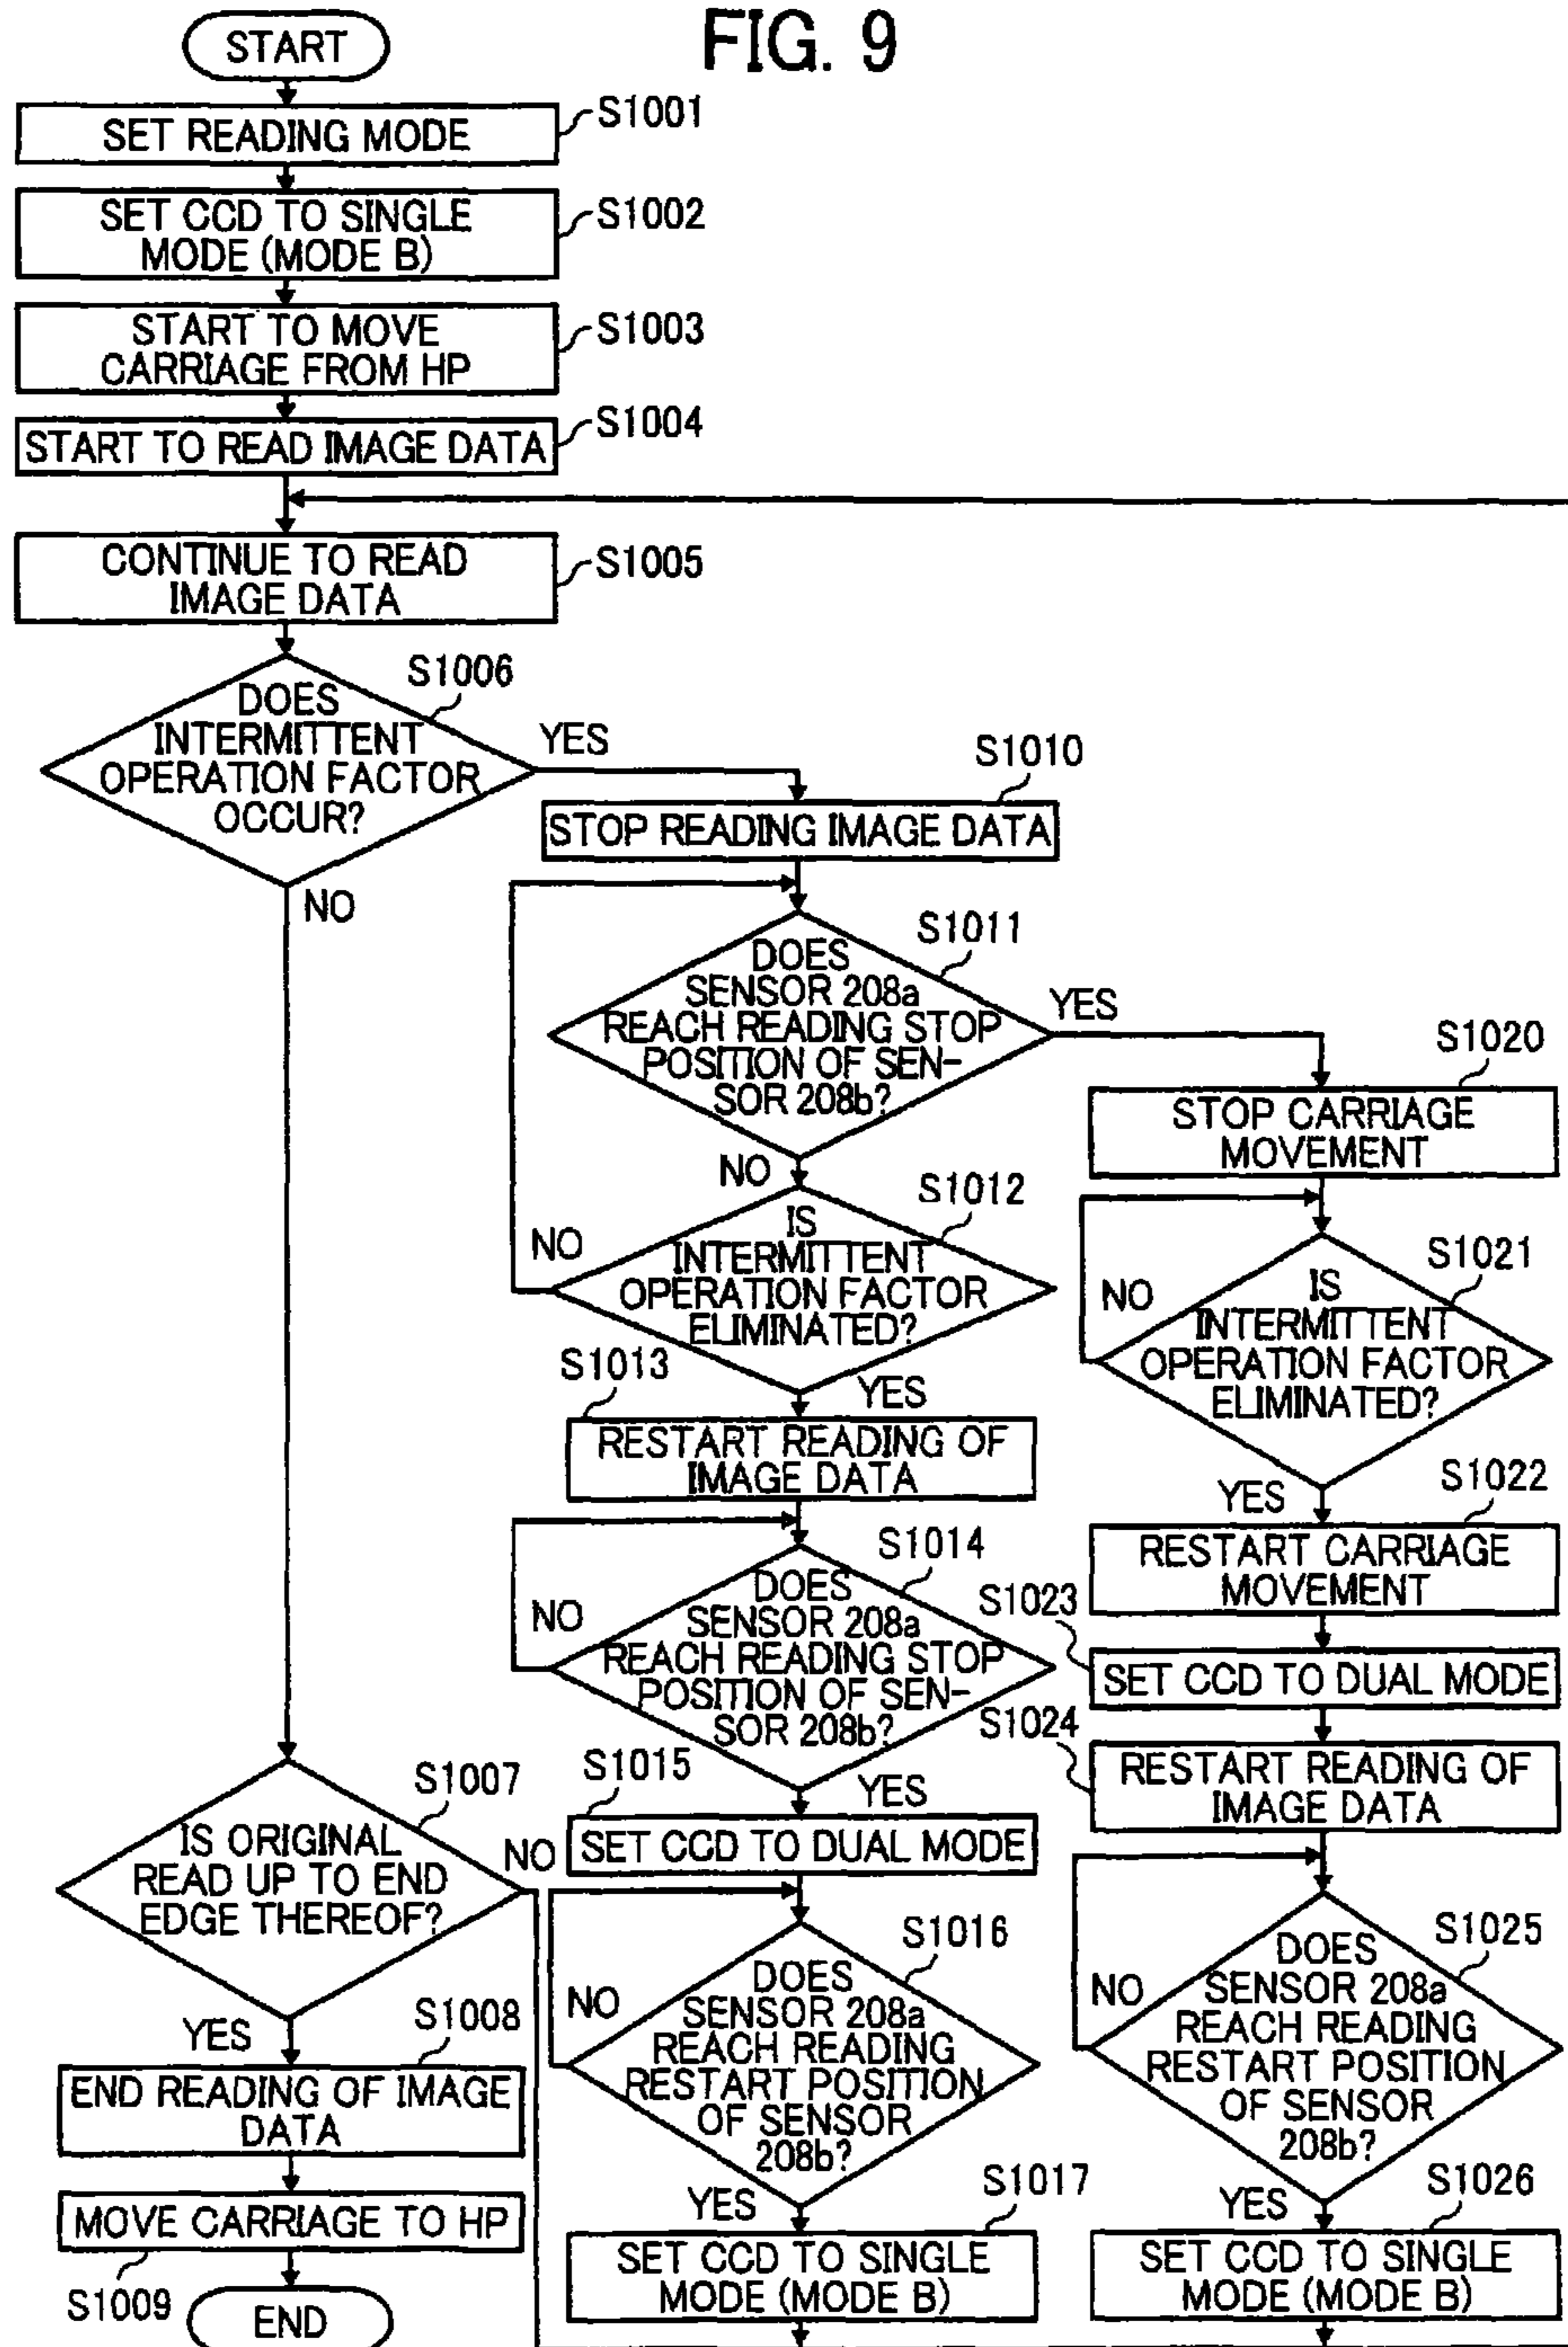 FIG. 9
START
SET READING MODE
S1001
SET CCD TO SINGLE
MODE (MODE B)
S1002
START TO MOVE
CARRIAGE FROM HP
S1003
START TO READ IMAGE DATA
S1004
CONTINUE TO READ
IMAGE DATA
S1005
S1006
DOES
INTERMITTENT
OPERATION FACTOR
OCCUR?
YES
NO
S1010
STOP READING IMAGE DATA
S1011
DOES
SENSOR 208a
REACH READING STOP
POSITION OF SEN-
SOR 208b?
YES
NO
S1012
IS
INTERMITTENT
OPERATION FACTOR
ELIMINATED?
NO
YES
S1013
RESTART READING OF
IMAGE DATA
S1014
DOES
SENSOR 208a
REACH READING STOP
POSITION OF SEN-
SOR 208b?
NO
YES
S1015
SET CCD TO DUAL MODE
S1016
DOES
SENSOR 208a
REACH READING
RESTART POSITION
OF SENSOR
208b?
NO
YES
S1017
SET CCD TO SINGLE
MODE (MODE B)
S1020
STOP CARRIAGE
MOVEMENT
S1021
IS
INTERMITTENT
OPERATION FACTOR
ELIMINATED?
NO
YES
S1022
RESTART CARRIAGE
MOVEMENT
S1023
SET CCD TO DUAL MODE
S1024
RESTART READING OF
IMAGE DATA
S1025
DOES
SENSOR 208a
REACH READING
RESTART POSITION
OF SENSOR
208b?
NO
YES
S1026
SET CCD TO SINGLE
MODE (MODE B)
S1007
IS ORIGINAL
READ UP TO END
EDGE THEREOF?
NO
YES
S1008
END READING OF IMAGE
DATA
MOVE CARRIAGE TO HP
S1009
END